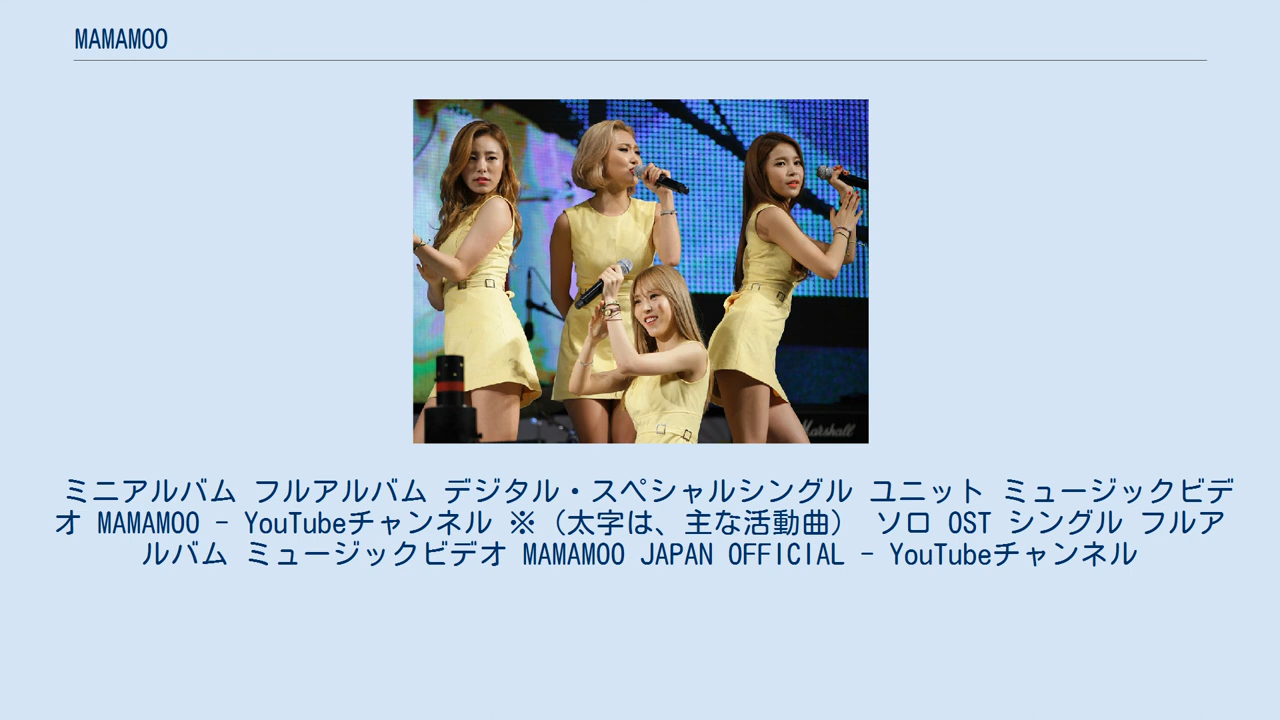 MAMAMOO
Marshall
ミニアルバム フルアルバム デジタル・スペシャルシングル ユニット ミュージックビデ
オ MAMAMOO - YouTubeチャンネル ※（太字は、主な活動曲） ソロ OST シングル フルア
ルバム ミュージックビデオ MAMAMOO JAPAN OFFICIAL - YouTubeチャンネル